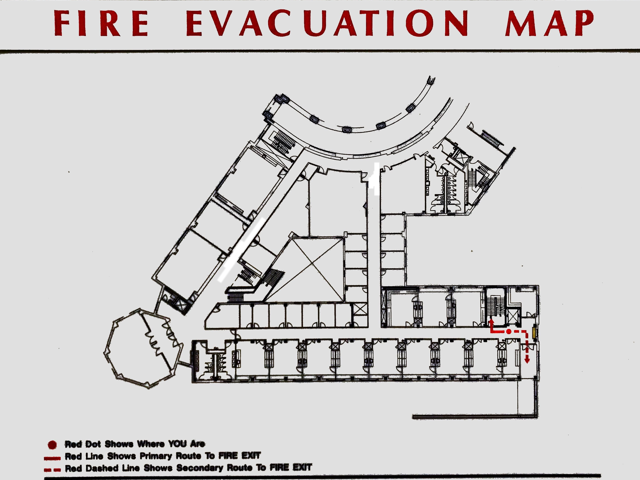 FIRE EVACUATION MAP
Red Dot Shows Where YOU Are
Red Line Shows Primary Route To FIRE EXIT
Red Dashed Line Shows Secondary Route To FIRE EXIT